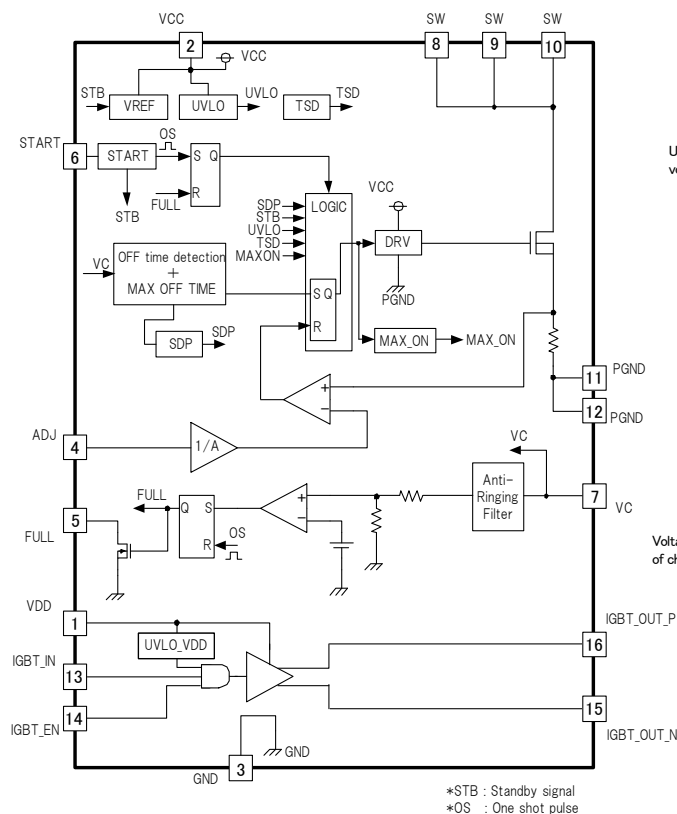 VCC
SW
SW
SW
2
8
9
10
VCC
STB
VREF
UVLO
UVLO
TSD
TSD
START
6
START
OS
S Q
R
FULL
STB
U
v
SDP
STB
UVLO
TSD
MAXON
LOGIC
VCC
DRV
PGND
VC
OFF time detection
+
MAX OFF TIME
S Q
R
SDP
SDP
MAX_ON
MAX_ON
11
PGND
12
PGND
+
−
ADJ
4
1/A
VC
Anti-
Ringing
Filter
7
VC
FULL
5
FULL
Q S
R
OS
+
−
Volta
of ch
VDD
1
UVLO_VDD
IGBT_IN
13
IGBT_EN
14
IGBT_OUT_P
16
15
IGBT_OUT_N
GND
3
GND
*STB : Standby signal
*OS : One shot pulse